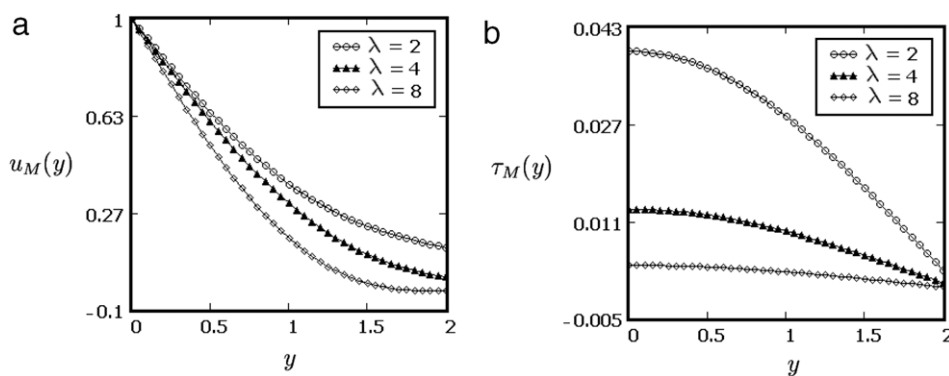 a
1
0.63
0.27
-0.1
u_M(y)
λ = 2
λ = 4
λ = 8
0 0.5 1 1.5 2
y
b
0.043
0.027
0.011
-0.005
τ_M(y)
λ = 2
λ = 4
λ = 8
0 0.5 1 1.5 2
y